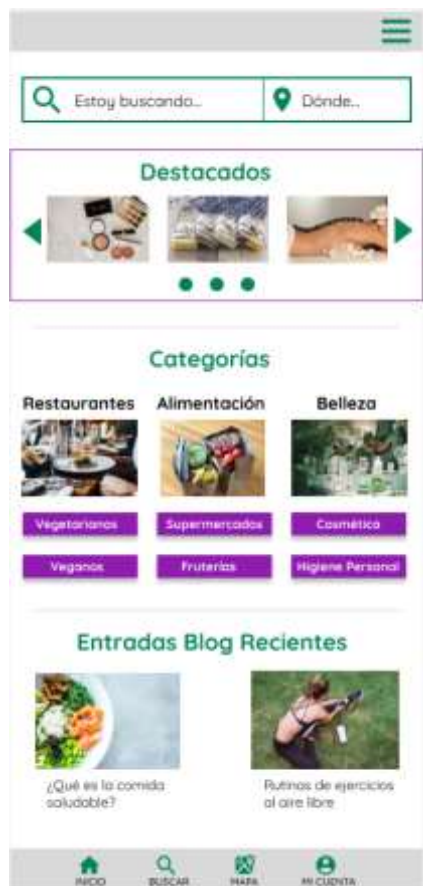 Estoy buscando..
Dónde..
Destacados
Categorías
Restaurantes Alimentación Belleza
Vegetarianos Supermercados Cosmética
Veganos Fruterías Higiene Personal
Entradas Blog Recientes
¿Qué es la comida
saludable?
Rutinas de ejercicios
al aire libre
INICIO BUSCAR MAPA MI CUENTA